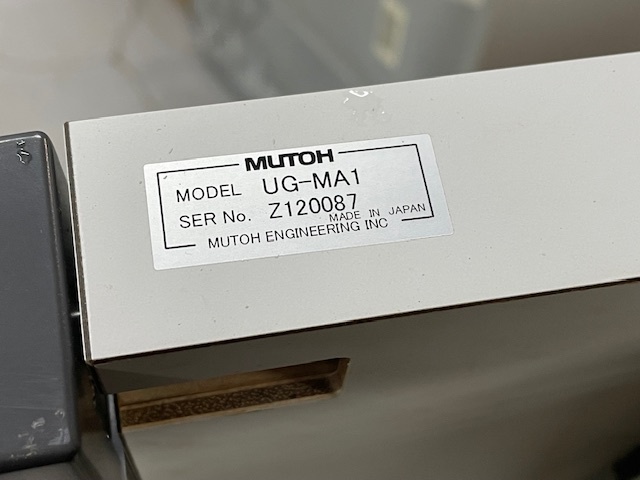 MUTOH
MODEL UG-MA1
SER No. Z120087
MADE IN JAPAN
MUTOH ENGINEERING INC